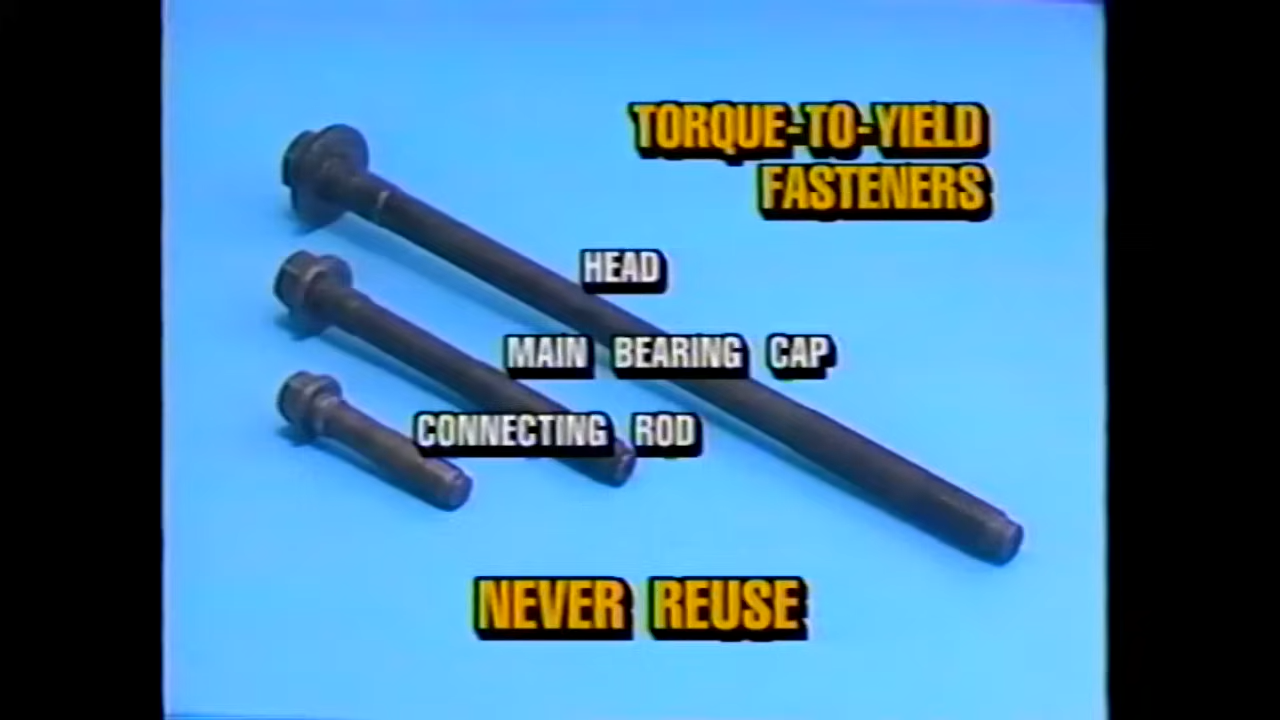 TORQUE-TO-YIELD
FASTENERS
HEAD
MAIN BEARING CAP
CONNECTING ROD
NEVER REUSE